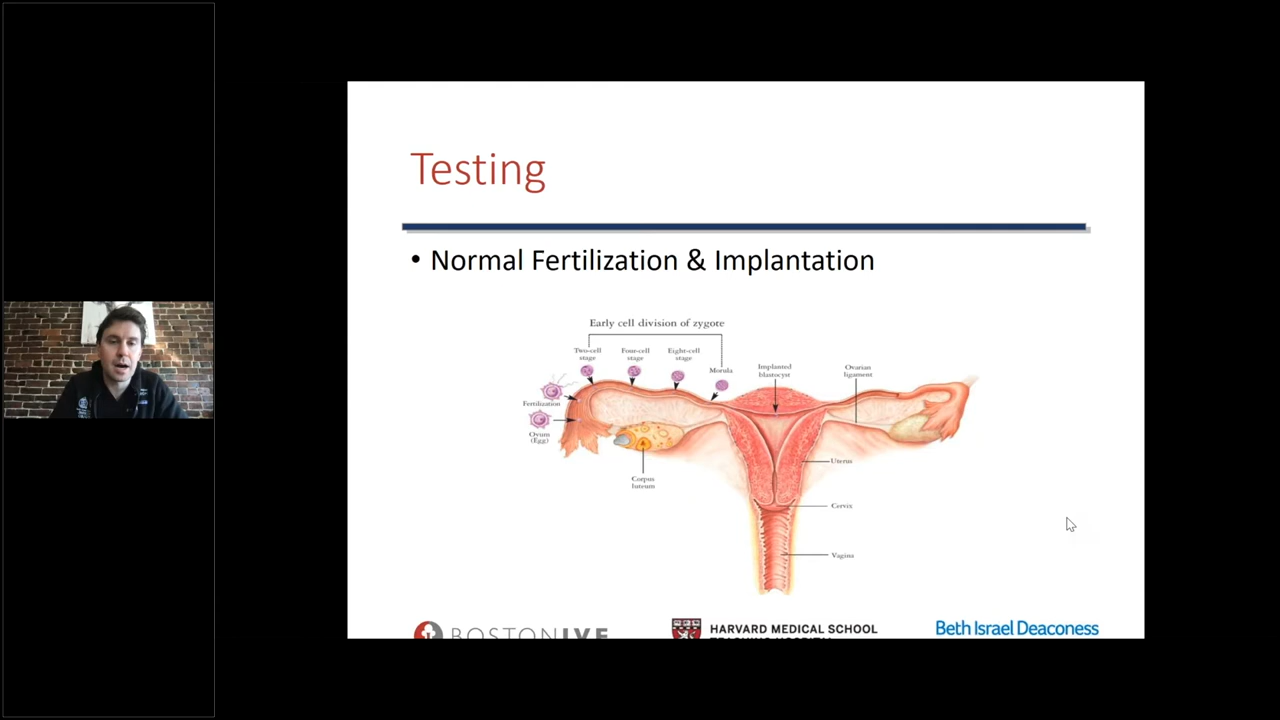 Testing
• Normal Fertilization & Implantation
Early cell division of zygote
Two-cell
stage
Four-cell
stage
Eight-cell
stage
Morula
Implanted
blastocyst
Ovarian
ligament
Fertilization
Ovum
(Egg)
Corpus
luteum
Uterus
Cervix
Vagina
BOSTON IVF
HARVARD MEDICAL SCHOOL
TEACHING HOSPITAL
Beth Israel Deaconess